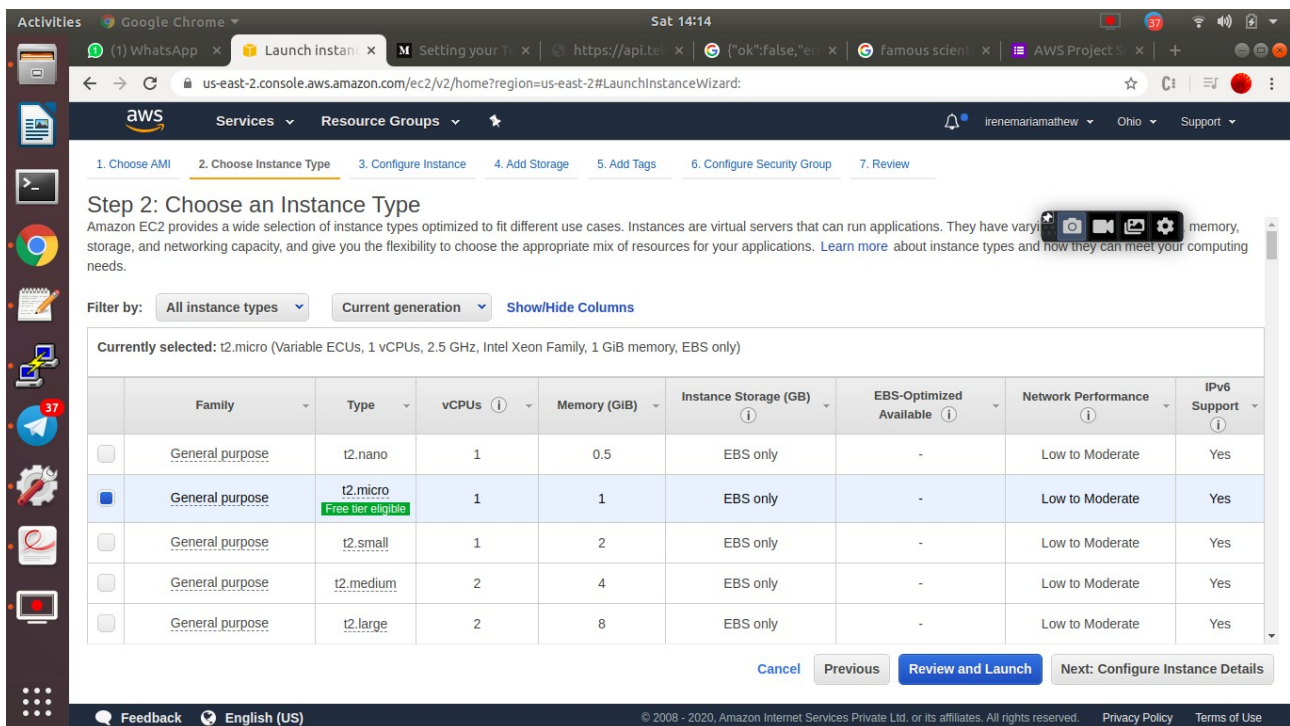 Activities Google Chrome Sat 14:14 37
(1) WhatsApp Launch instan Setting your T https://api.tel {"ok":false,"er famous scient AWS Project S
us-east-2.console.aws.amazon.com/ec2/v2/home?region=us-east-2#LaunchInstanceWizard:
aws Services Resource Groups irenemariamathew Ohio Support
1. Choose AMI 2. Choose Instance Type 3. Configure Instance 4. Add Storage 5. Add Tags 6. Configure Security Group 7. Review
Step 2: Choose an Instance Type
Amazon EC2 provides a wide selection of instance types optimized to fit different use cases. Instances are virtual servers that can run applications. They have varyi memory,
storage, and networking capacity, and give you the flexibility to choose the appropriate mix of resources for your applications. Learn more about instance types and how they can meet your computing
needs.
Filter by: All instance types Current generation Show/Hide Columns
Currently selected: t2.micro (Variable ECUs, 1 vCPUs, 2.5 GHz, Intel Xeon Family, 1 GiB memory, EBS only)
Family Type vCPUs Memory (GiB) Instance Storage (GB) EBS-Optimized Available Network Performance IPv6 Support
General purpose t2.nano 1 0.5 EBS only - Low to Moderate Yes
General purpose t2.micro 1 1 EBS only - Low to Moderate Yes
Free tier eligible
General purpose t2.small 1 2 EBS only - Low to Moderate Yes
General purpose t2.medium 2 4 EBS only - Low to Moderate Yes
General purpose t2.large 2 8 EBS only - Low to Moderate Yes
37
Cancel Previous Review and Launch Next: Configure Instance Details
Feedback English (US) © 2008 - 2020, Amazon Internet Services Private Ltd. or its affiliates. All rights reserved. Privacy Policy Terms of Use